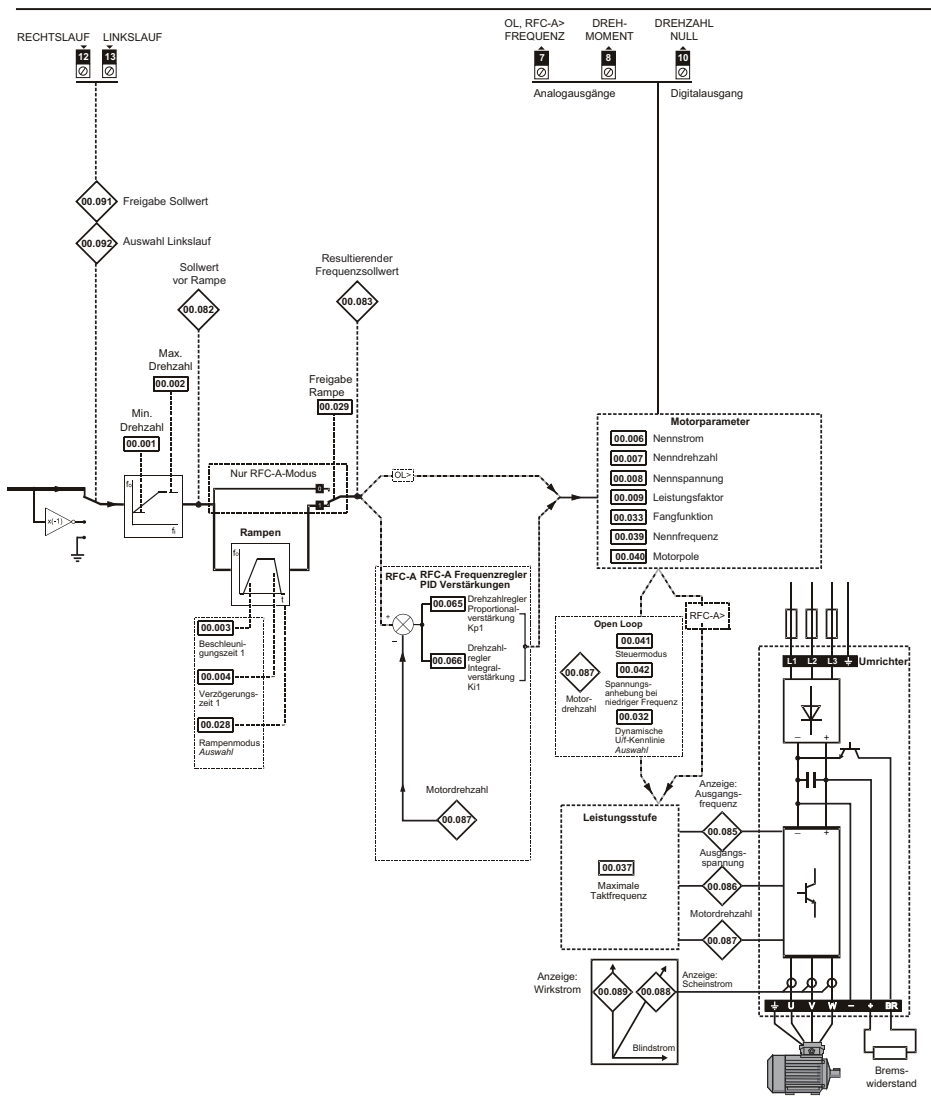 RECHTSLAUF LINKSLAUF
12 13
OL, RFC-A> FREQUENZ
DREH-
MOMENT
DREHZAHL
NULL
7 8 10
Analogausgänge
Digitalausgang
00.091 Freigabe Sollwert
00.092 Auswahl Linkslauf
Sollwert
vor Rampe
00.082
Resultierender
Frequenzsollwert
00.083
Max.
Drehzahl
00.002
Min.
Drehzahl
00.001
Freigabe
Rampe
00.029
Nur RFC-A-Modus
0
1
OL>
x(-1)
f₀
fᵢ
Rampen
f₀
t
00.003
Beschleuni-
gungszeit 1
00.004
Verzögerungs-
zeit 1
00.028
Rampenmodus
Auswahl
RFC-A RFC-A Frequenzregler
PID Verstärkungen
+
−
00.065
Drehzahlregler
Proportional-
verstärkung
Kp1
00.066
Drehzahl-
regler
Integral-
verstärkung
Ki1
Motordrehzahl
00.087
Motorparameter
00.006 Nennstrom
00.007 Nenndrehzahl
00.008 Nennspannung
00.009 Leistungsfaktor
00.033 Fangfunktion
00.039 Nennfrequenz
00.040 Motorpole
RFC-A>
Open Loop
00.041
Steuermodus
00.042
Spannungs-
anhebung bei
niedriger Frequenz
00.032
Dynamische
U/f-Kennlinie
Auswahl
00.087
Motor-
drehzahl
Leistungsstufe
00.037
Maximale
Taktfrequenz
Anzeige:
Ausgangs-
frequenz
00.085
Ausgangs-
spannung
00.086
Motordrehzahl
00.087
L1 L2 L3
Umrichter
− +
− +
Anzeige:
Wirkstrom
00.089 00.088
Blindstrom
Anzeige:
Scheinstrom
U V W − + BR
Brems-
widerstand